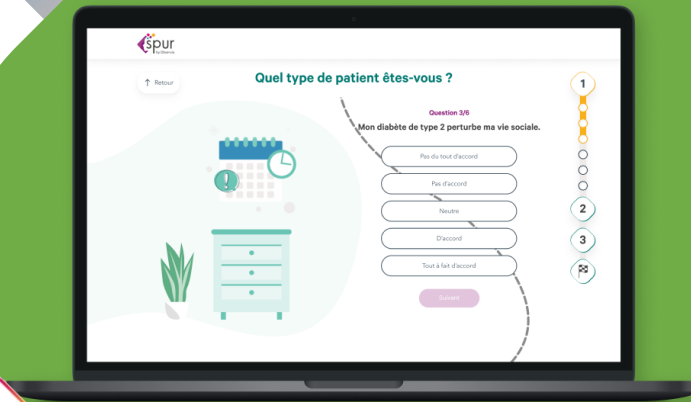 spur
↑ Retour
Quel type de patient êtes-vous ?
1
Question 3/6
Mon diabète de type 2 perturbe ma vie sociale.
Pas du tout d'accord
Pas d'accord
Neutre
D'accord
Tout à fait d'accord
Suivant
2
3